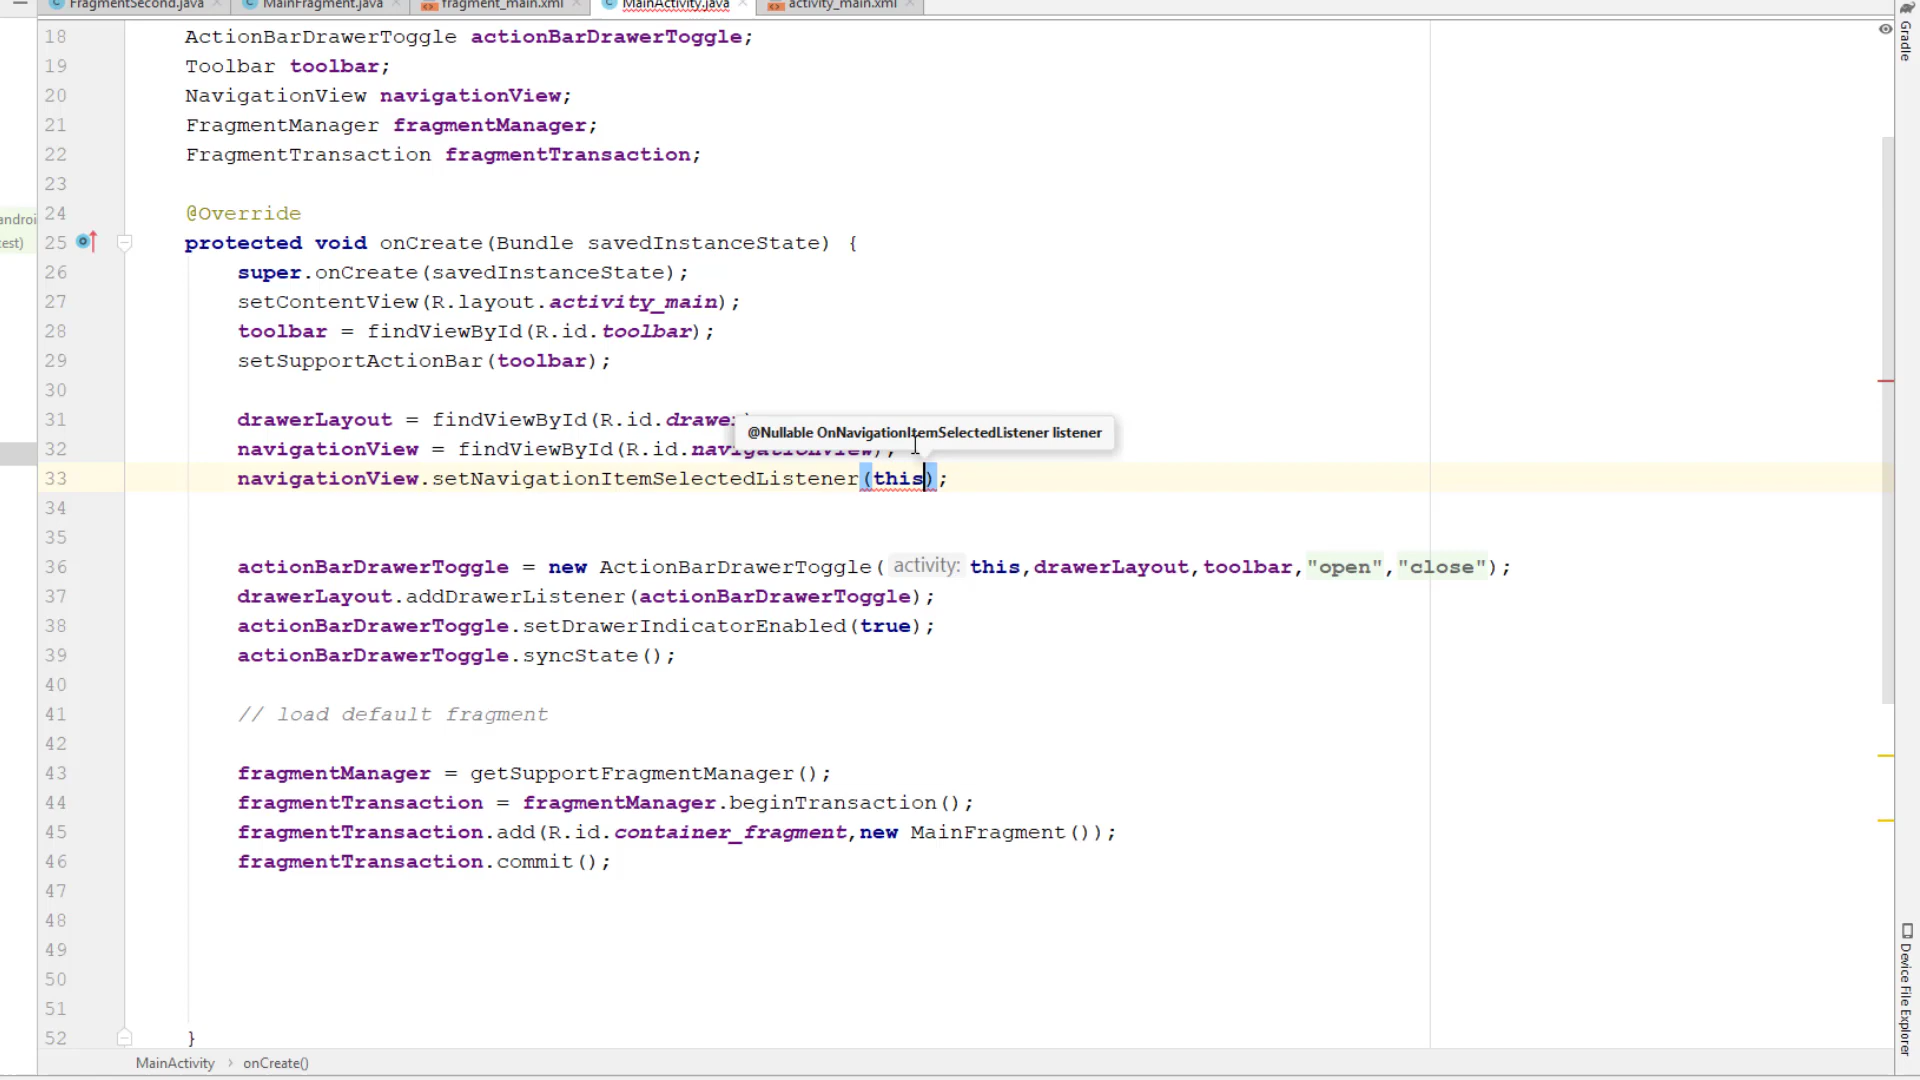 FragmentSecond.java
MainFragment.java
fragment_main.xml
MainActivity.java
activity_main.xml
18 ActionBarDrawerToggle actionBarDrawerToggle;
19 Toolbar toolbar;
20 NavigationView navigationView;
21 FragmentManager fragmentManager;
22 FragmentTransaction fragmentTransaction;
23
24 @Override
25 protected void onCreate(Bundle savedInstanceState) {
26 super.onCreate(savedInstanceState);
27 setContentView(R.layout.activity_main);
28 toolbar = findViewById(R.id.toolbar);
29 setSupportActionBar(toolbar);
30
31 drawerLayout = findViewById(R.id.drawer);
@Nullable OnNavigationItemSelectedListener listener
32 navigationView = findViewById(R.id.navigationView);
33 navigationView.setNavigationItemSelectedListener(this);
34
35
36 actionBarDrawerToggle = new ActionBarDrawerToggle( activity: this,drawerLayout,toolbar,"open","close");
37 drawerLayout.addDrawerListener(actionBarDrawerToggle);
38 actionBarDrawerToggle.setDrawerIndicatorEnabled(true);
39 actionBarDrawerToggle.syncState();
40
41 // load default fragment
42
43 fragmentManager = getSupportFragmentManager();
44 fragmentTransaction = fragmentManager.beginTransaction();
45 fragmentTransaction.add(R.id.container_fragment,new MainFragment());
46 fragmentTransaction.commit();
47
48
49
50
51
52 }
MainActivity › onCreate()
androi
est)
Gradle
Device File Explorer